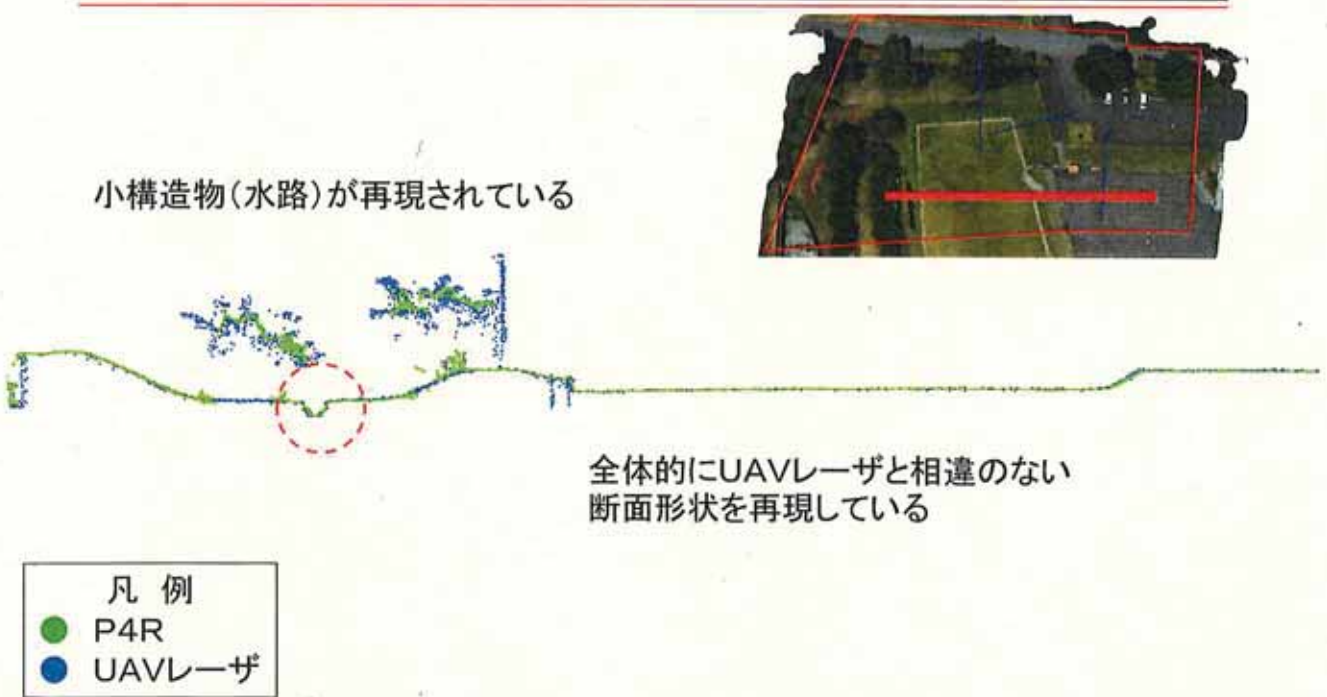 小構造物(水路)が再現されている
全体的にUAVレーザと相違のない
断面形状を再現している
凡 例
P4R
UAVレーザ